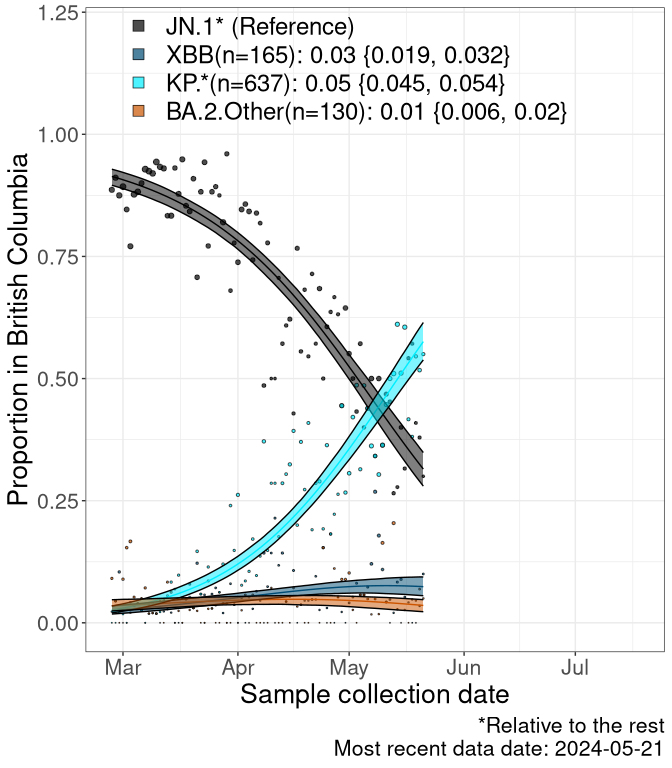 JN.1* (Reference)
XBB(n=165): 0.03 {0.019, 0.032}
KP.*(n=637): 0.05 {0.045, 0.054}
BA.2.Other(n=130): 0.01 {0.006, 0.02}
Proportion in British Columbia
1.25
1.00
0.75
0.50
0.25
0.00
Mar Apr May Jun Jul
Sample collection date
*Relative to the rest
Most recent data date: 2024-05-21